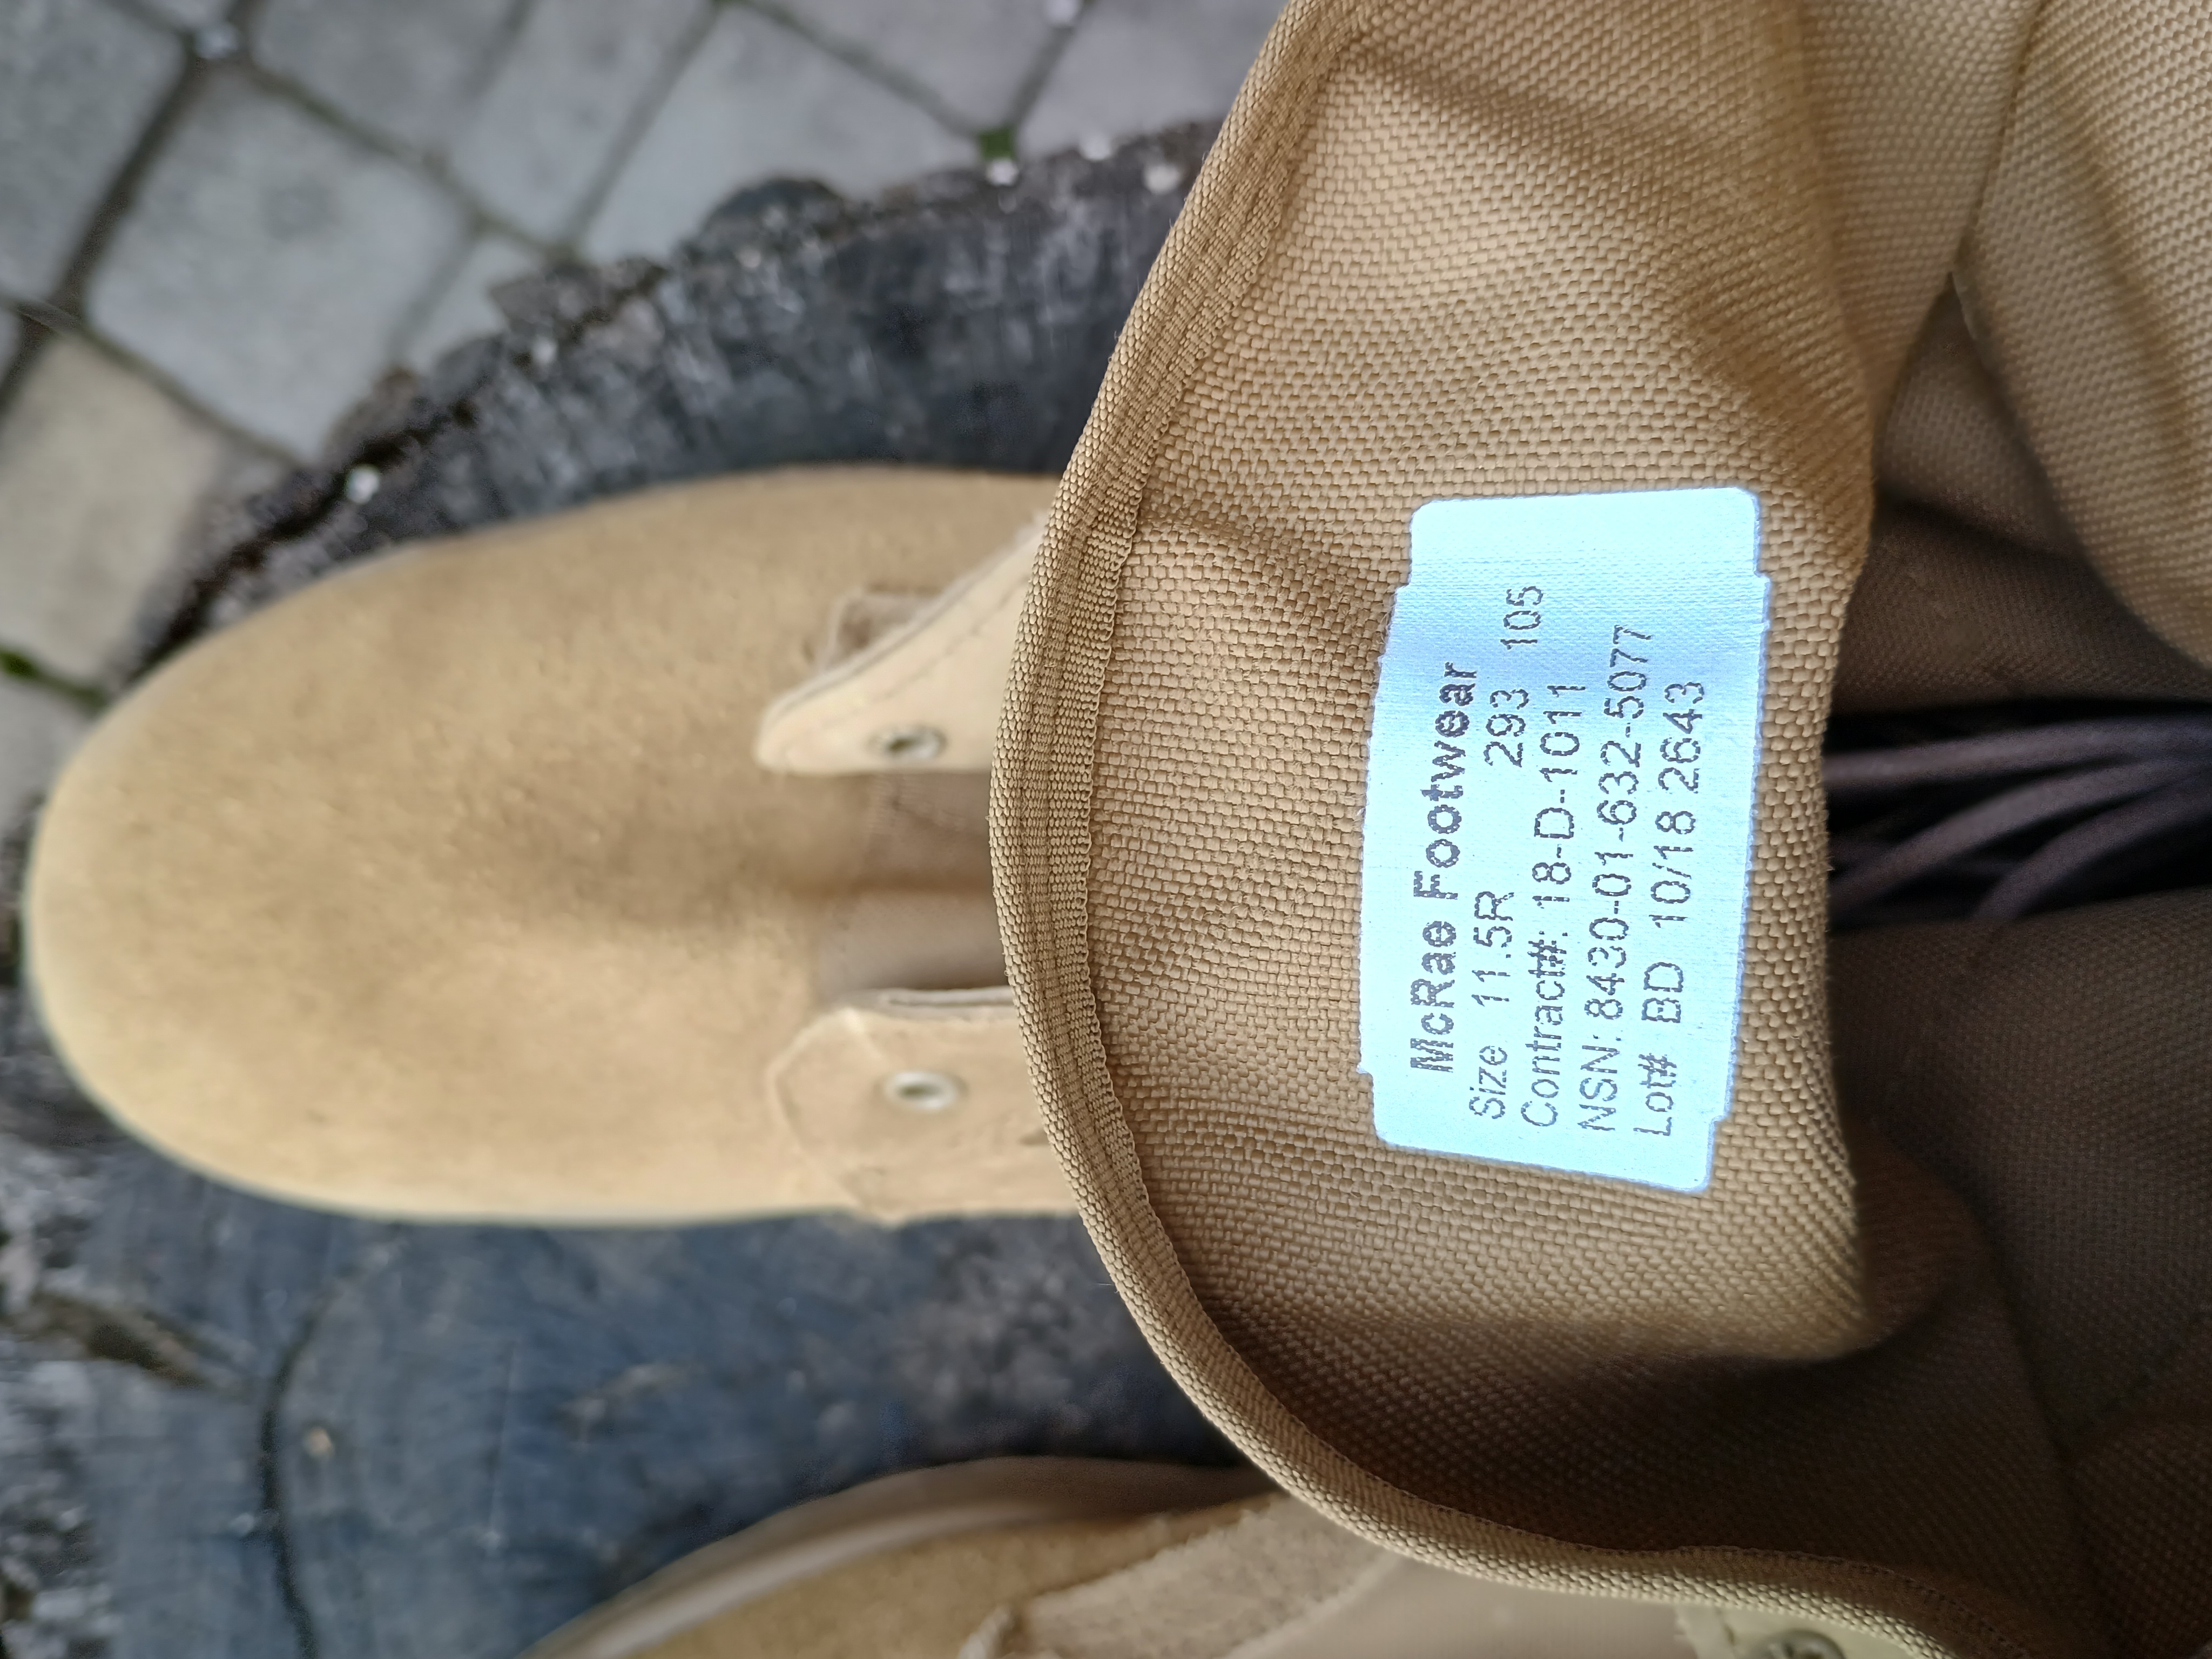 McRae Footwear
Size 11.5R 293 105
Contract#: 18-D-1011
NSN: 8430-01-632-5077
Lot# BD 10/18 2643